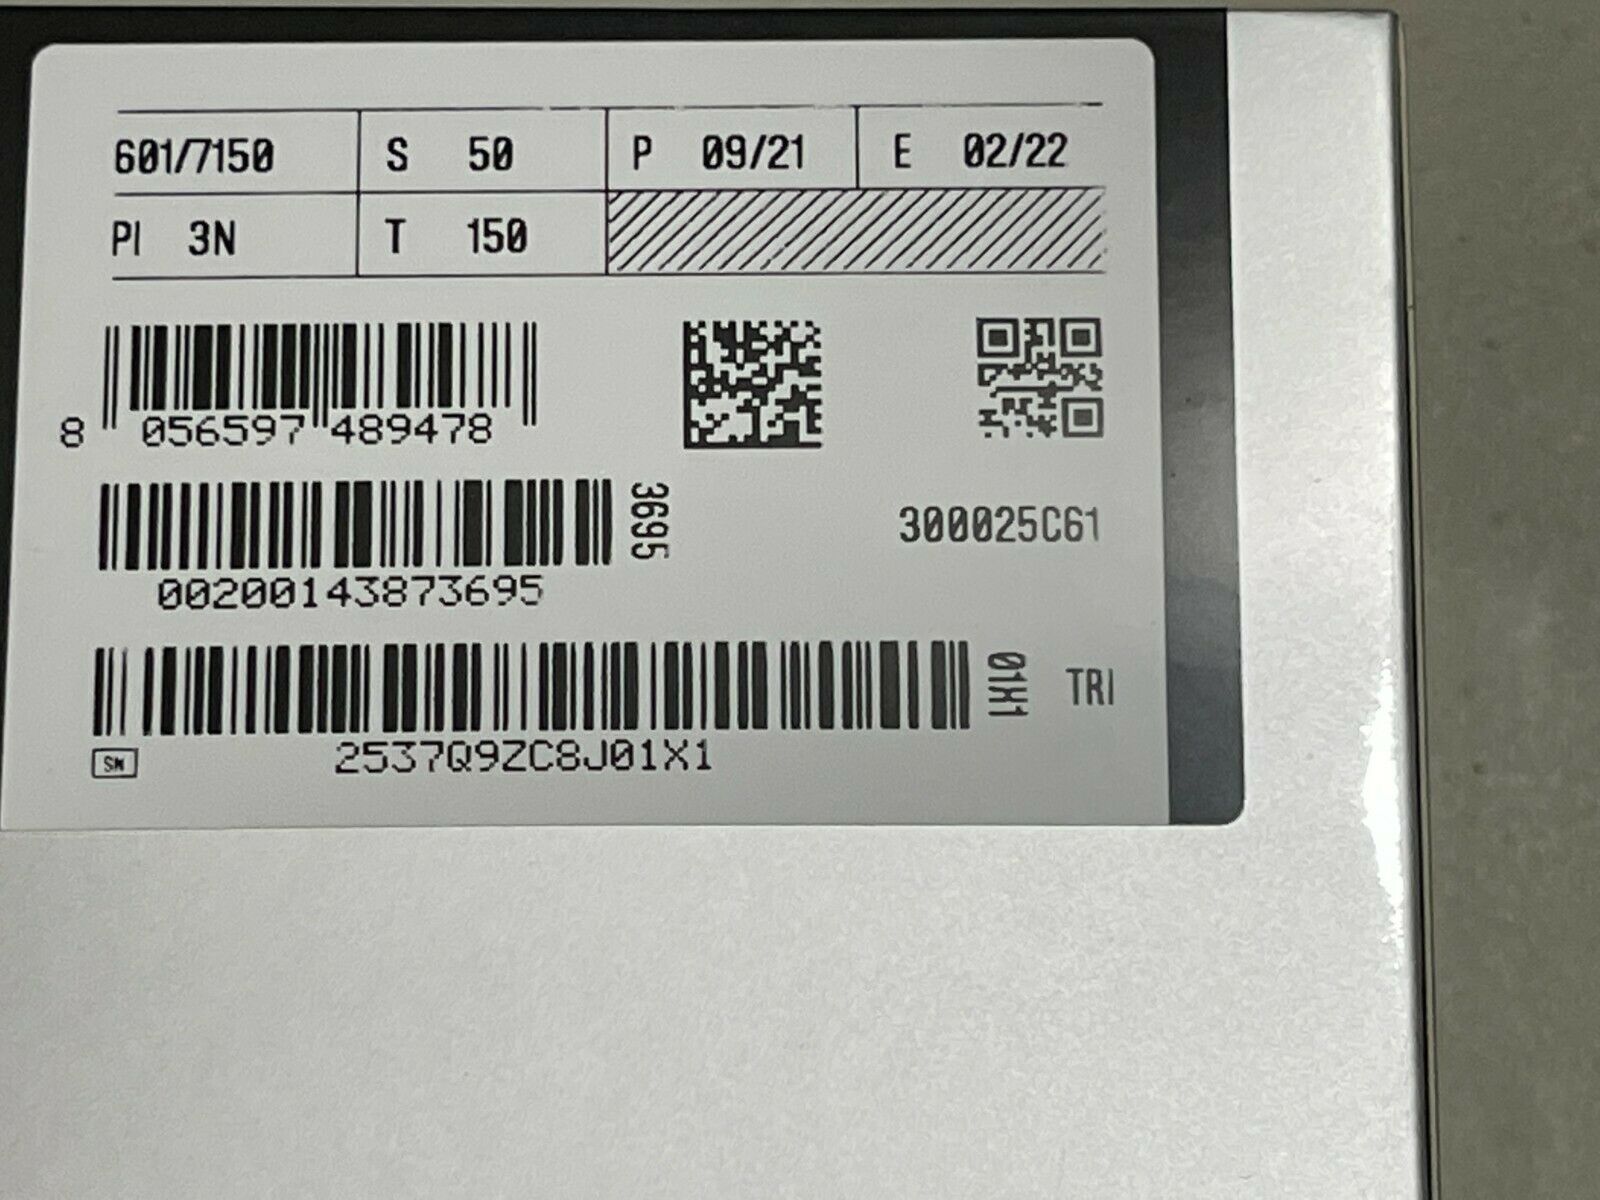 601/7150 S 50 P 09/21 E 02/22
PI 3N T 150
8 056597 489478
3695
300025C61
00200143873695
01X1
TRI
SN
2537Q9ZC8J01X1